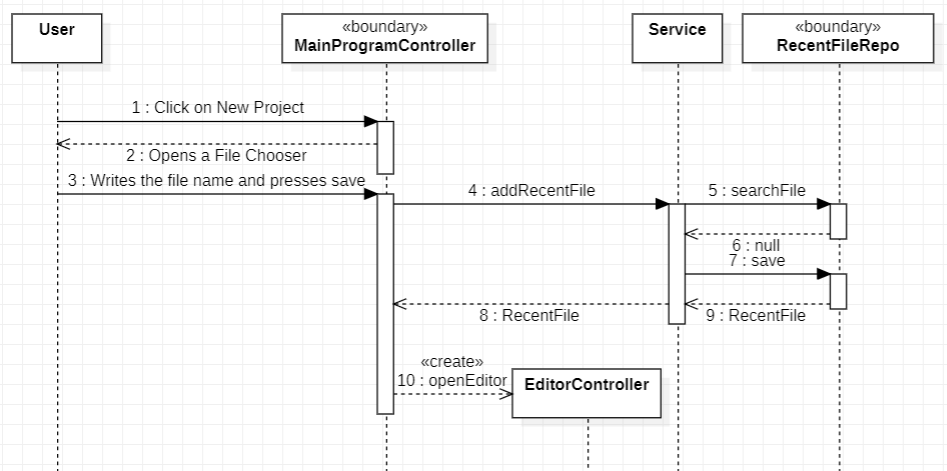 User
«boundary»
MainProgramController
Service
«boundary»
RecentFileRepo
1 : Click on New Project
2 : Opens a File Chooser
3 : Writes the file name and presses save
4 : addRecentFile
5 : searchFile
6 : null
7 : save
8 : RecentFile
9 : RecentFile
«create»
10 : openEditor
EditorController